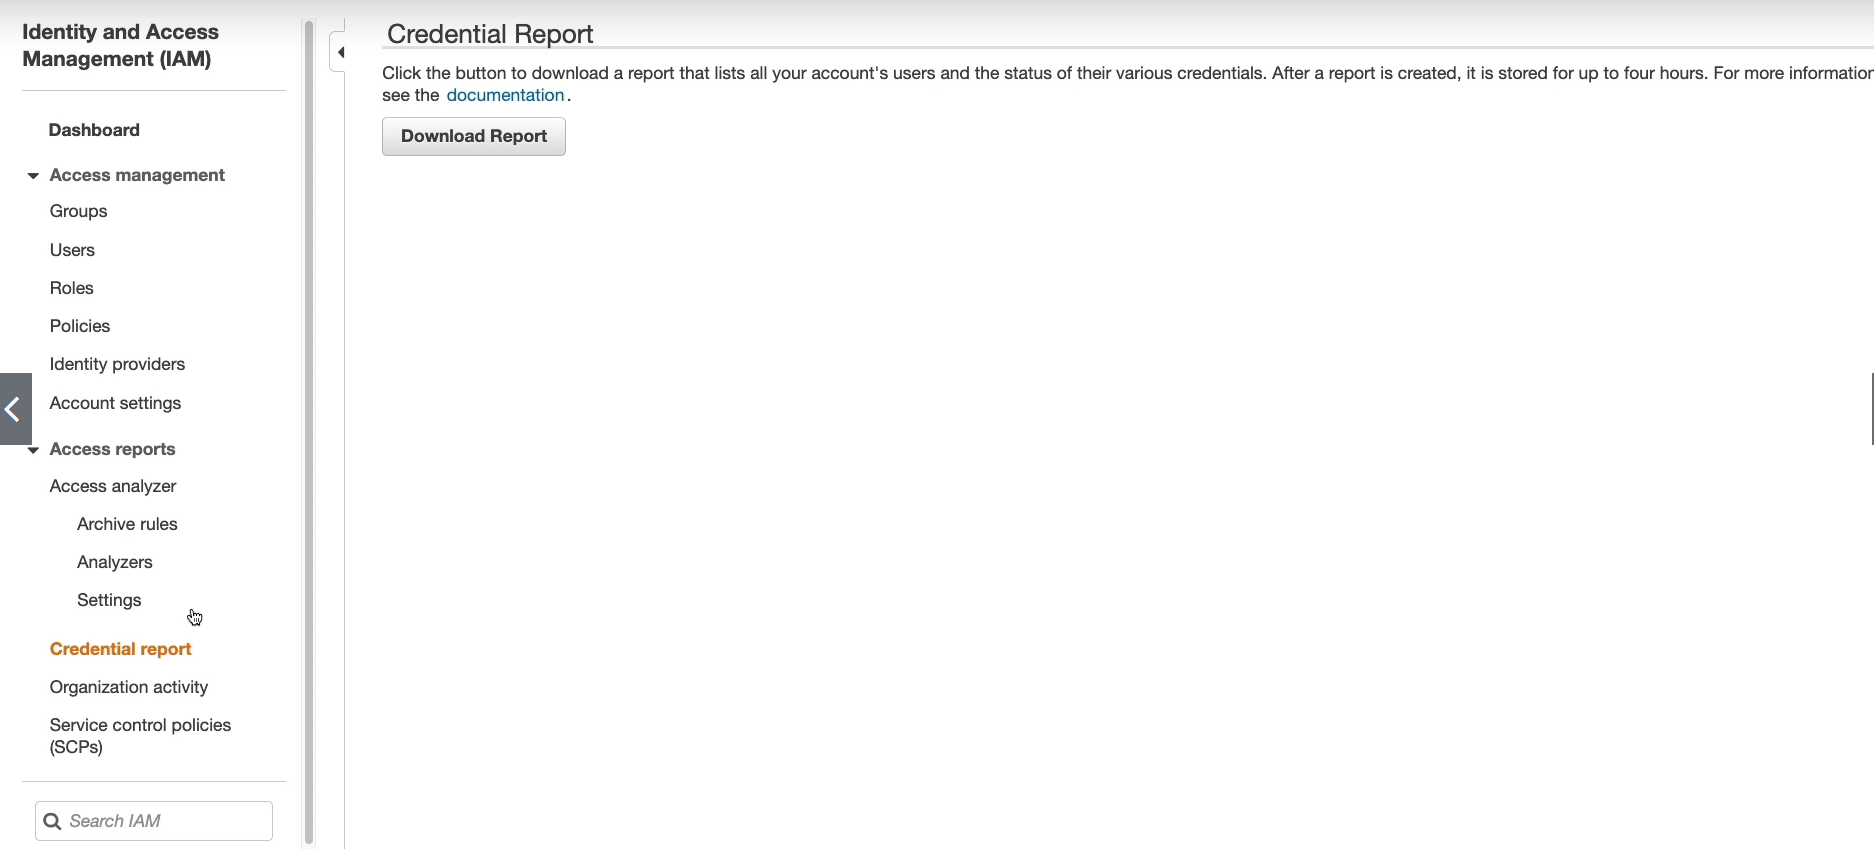 Identity and Access
Management (IAM)
Dashboard
Access management
Groups
Users
Roles
Policies
Identity providers
Account settings
Access reports
Access analyzer
Archive rules
Analyzers
Settings
Credential report
Organization activity
Service control policies
(SCPs)
Search IAM
Credential Report
Click the button to download a report that lists all your account's users and the status of their various credentials. After a report is created, it is stored for up to four hours. For more information
see the documentation.
Download Report